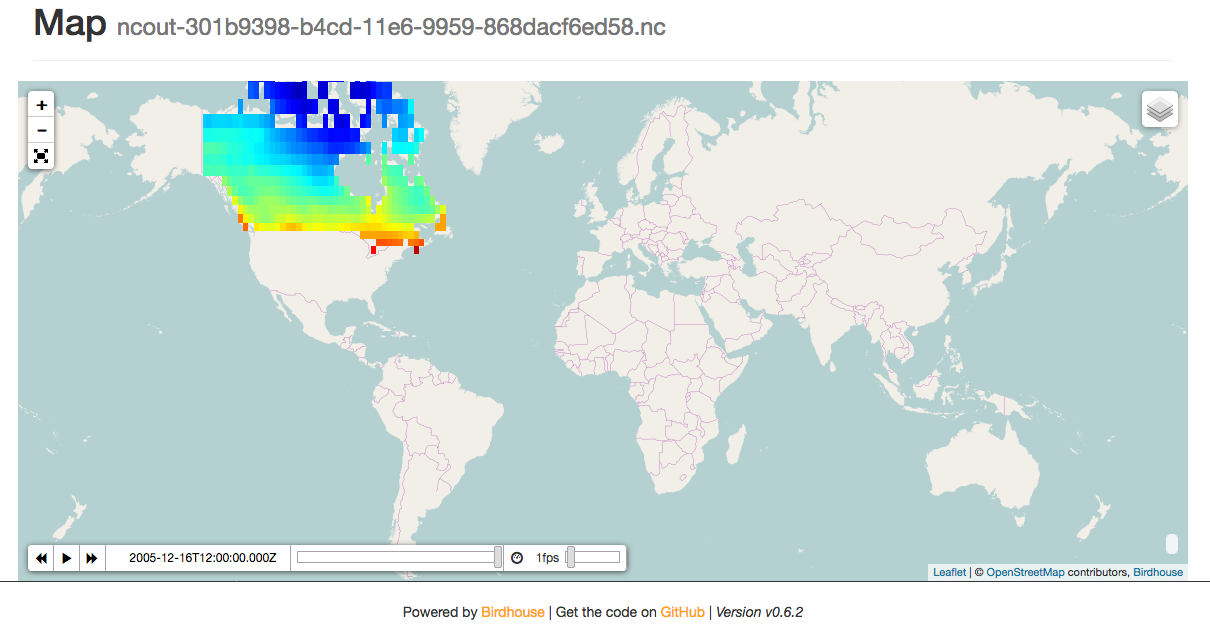 Map ncout-301b9398-b4cd-11e6-9959-868dacf6ed58.nc
+
−
2005-12-16T12:00:00.000Z 1fps
Leaflet | © OpenStreetMap contributors, Birdhouse
Powered by Birdhouse | Get the code on GitHub | Version v0.6.2